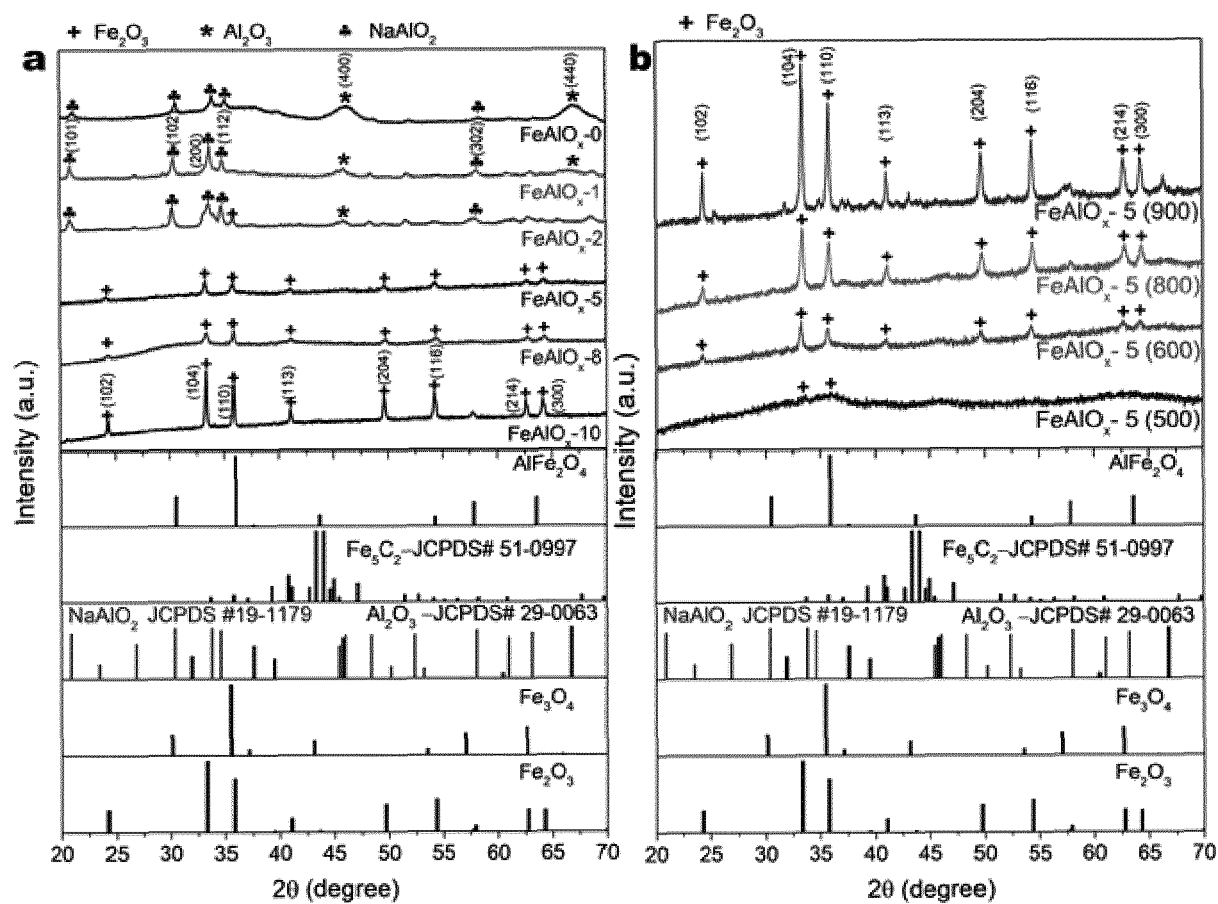 + Fe₂O₃ * Al₂O₃ ♣ NaAlO₂
a
(101)
(102)
(200)
(112)
(400)
(302)
(440)
FeAlOₓ-0
FeAlOₓ-1
FeAlOₓ-2
FeAlOₓ-5
FeAlOₓ-8
(102)
(104)
(110)
(113)
(204)
(116)
(214)
(300)
FeAlOₓ-10
AlFe₂O₄
Fe₅C₂–JCPDS# 51-0997
NaAlO₂ JCPDS #19-1179 Al₂O₃ –JCPDS# 29-0063
Fe₃O₄
Fe₂O₃
Intensity (a.u.)
20 25 30 35 40 45 50 55 60 65 70
2θ (degree)
+ Fe₂O₃
b
(102)
(104)
(110)
(113)
(204)
(116)
(214)
(300)
FeAlOₓ- 5 (900)
FeAlOₓ- 5 (800)
FeAlOₓ- 5 (600)
FeAlOₓ- 5 (500)
AlFe₂O₄
Fe₅C₂–JCPDS# 51-0997
NaAlO₂ JCPDS #19-1179 Al₂O₃ –JCPDS# 29-0063
Fe₃O₄
Fe₂O₃
Intensity (a.u.)
20 25 30 35 40 45 50 55 60 65 70
2θ (degree)